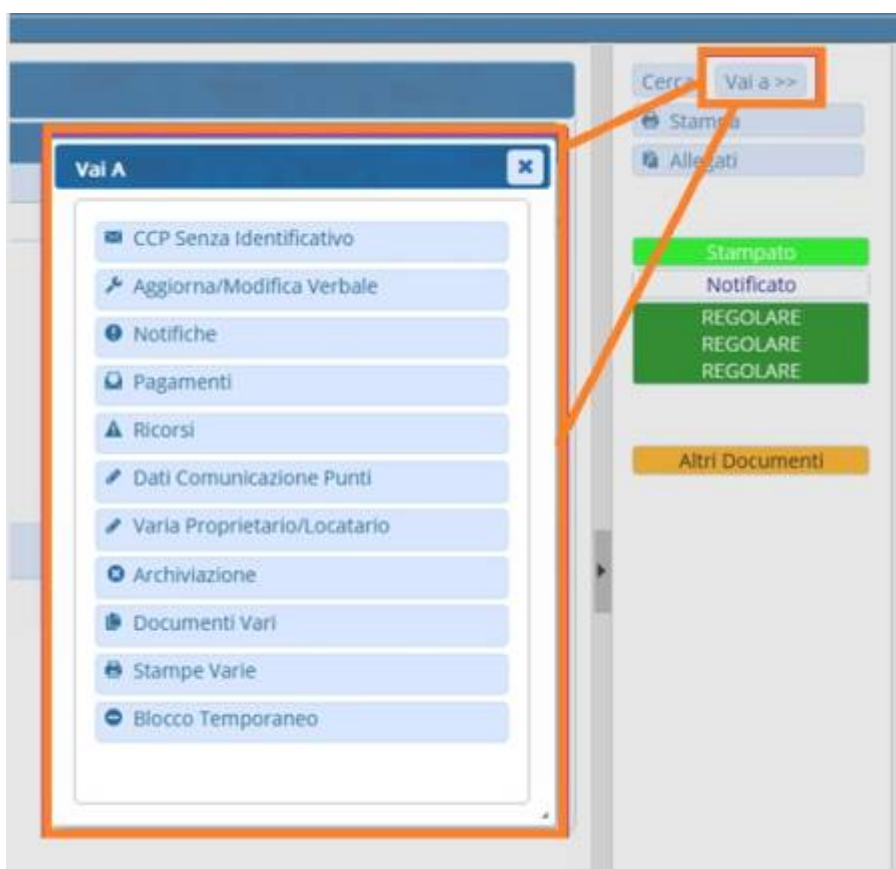 Cerca Vai a >>
Stampa
Allegati
Vai A
CCP Senza Identificativo
Aggiorna/Modifica Verbale
Notifiche
Pagamenti
Ricorsi
Dati Comunicazione Punti
Varia Proprietario/Locatario
Archiviazione
Documenti Vari
Stampe Varie
Blocco Temporaneo
Stampato
Notificato
REGOLARE
REGOLARE
REGOLARE
Altri Documenti